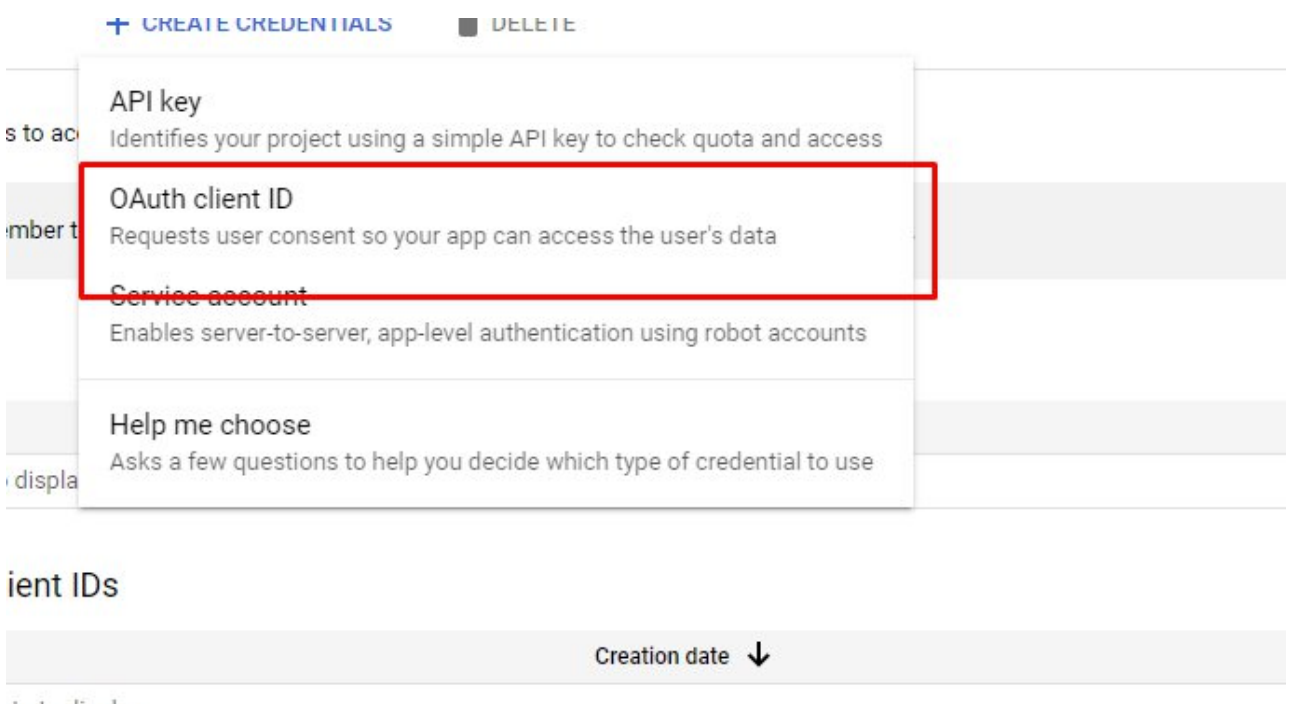 + CREATE CREDENTIALS DELETE
API key
s to ac
Identifies your project using a simple API key to check quota and access
OAuth client ID
mber t
Requests user consent so your app can access the user's data
Service account
Enables server-to-server, app-level authentication using robot accounts
Help me choose
Asks a few questions to help you decide which type of credential to use
displa
ient IDs
Creation date